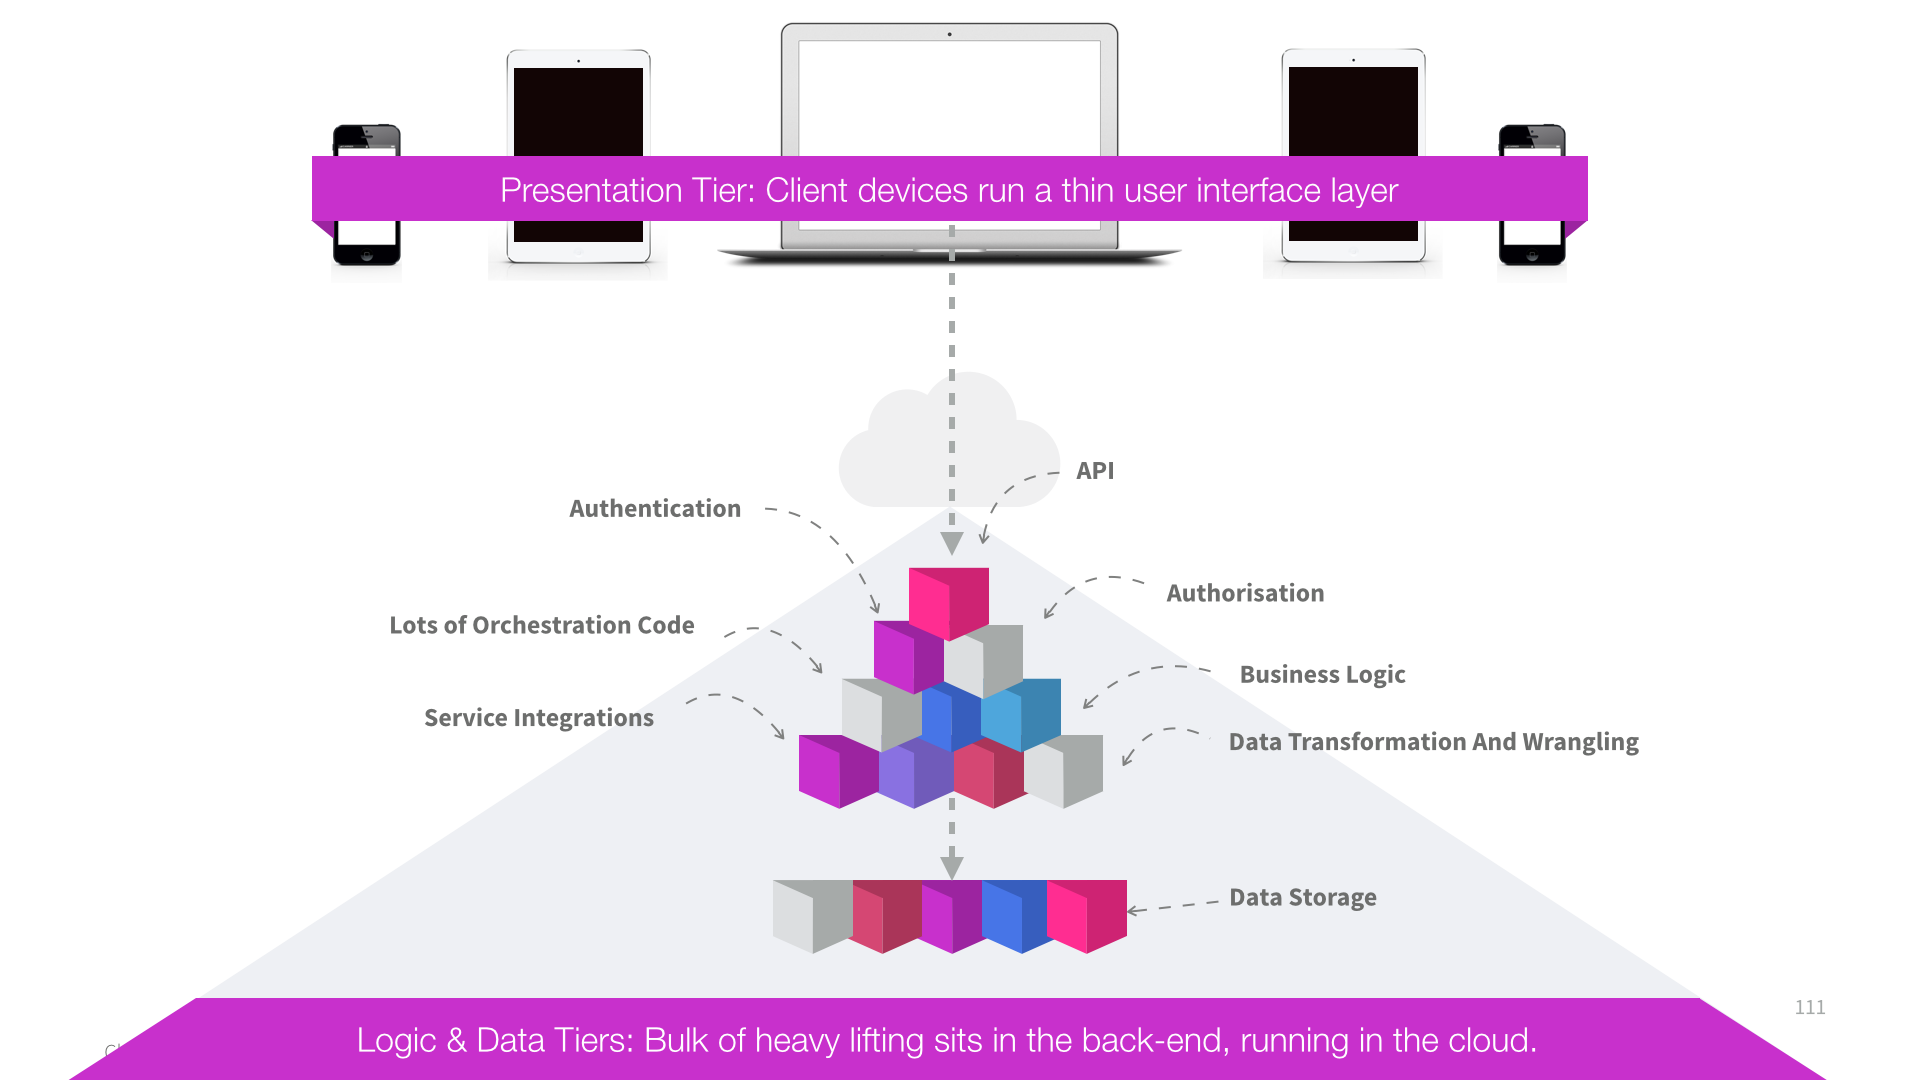 Presentation Tier: Client devices run a thin user interface layer
API
Authentication
Authorisation
Lots of Orchestration Code
Business Logic
Service Integrations
Data Transformation And Wrangling
Data Storage
111
Logic & Data Tiers: Bulk of heavy lifting sits in the back-end, running in the cloud.